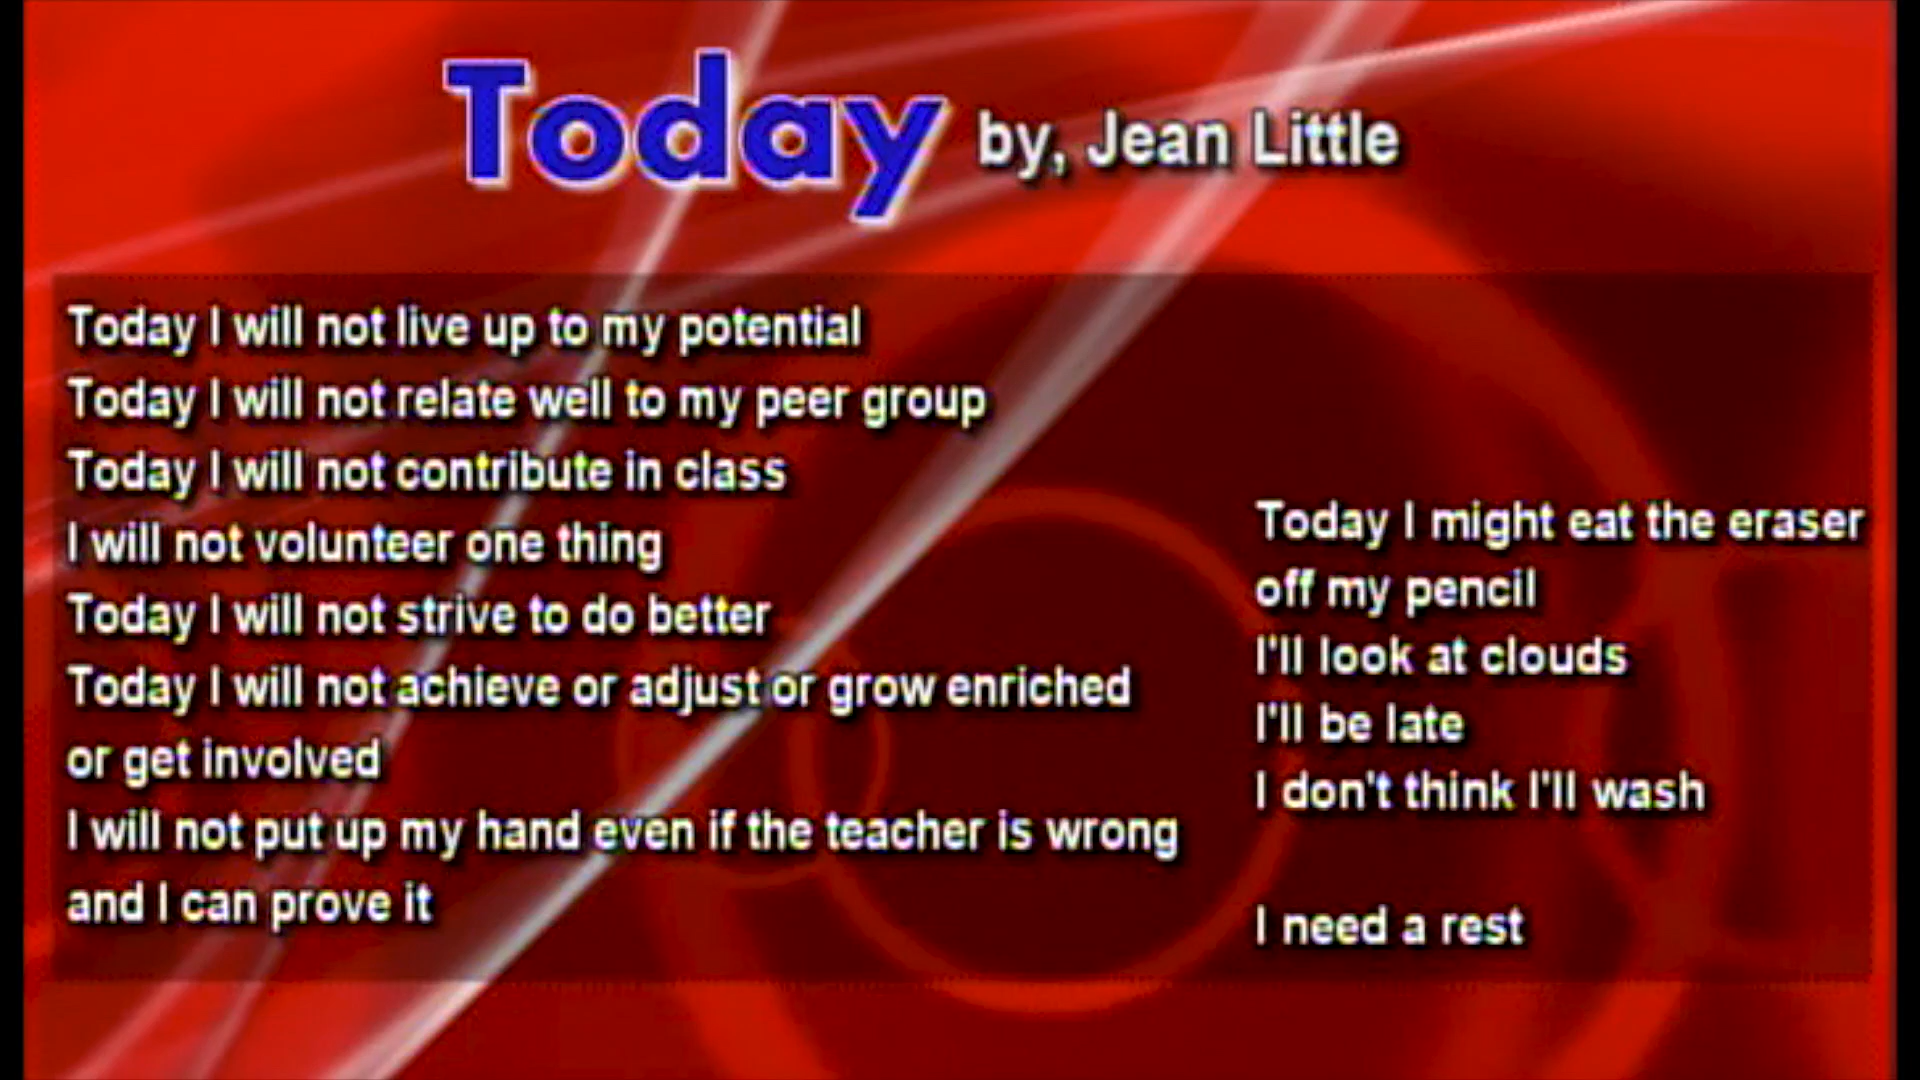 Today by, Jean Little
Today I will not live up to my potential
Today I will not relate well to my peer group
Today I will not contribute in class
I will not volunteer one thing
Today I will not strive to do better
Today I will not achieve or adjust or grow enriched
or get involved
I will not put up my hand even if the teacher is wrong
and I can prove it
Today I might eat the eraser
off my pencil
I'll look at clouds
I'll be late
I don't think I'll wash
I need a rest